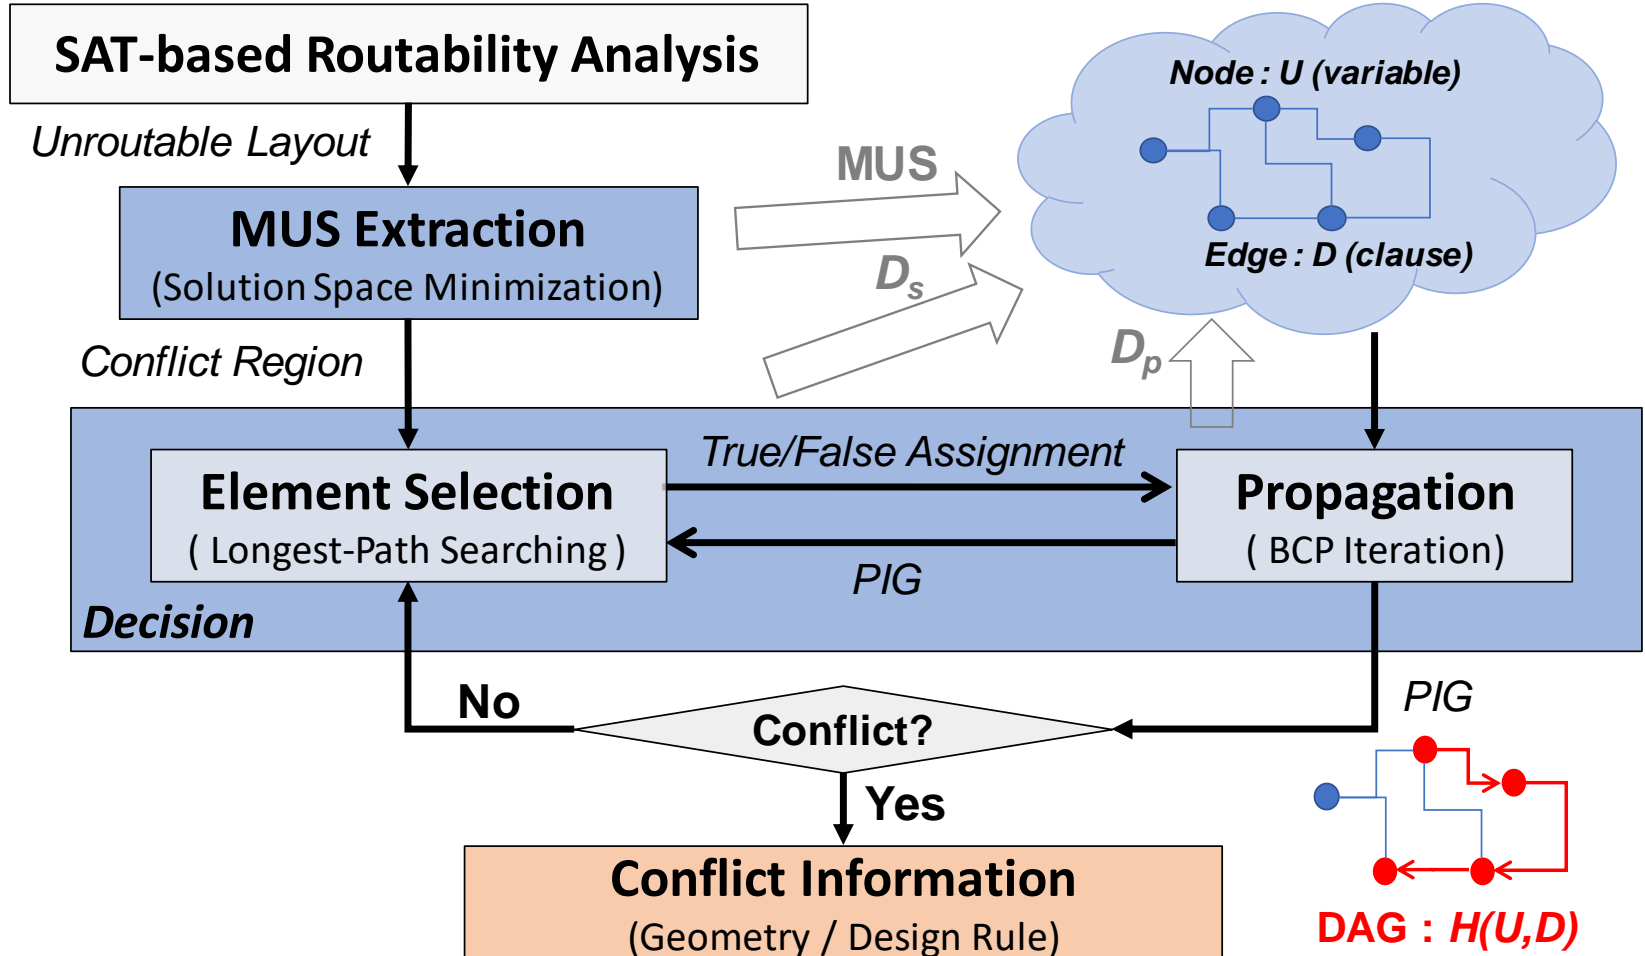 SAT-based Routability Analysis
Unroutable Layout
MUS Extraction
(Solution Space Minimization)
Conflict Region
MUS
Ds
Dp
Node : U (variable)
Edge : D (clause)
Element Selection
( Longest-Path Searching )
True/False Assignment
PIG
Propagation
( BCP Iteration)
Decision
No
Conflict?
Yes
PIG
Conflict Information
(Geometry / Design Rule)
DAG : H(U,D)